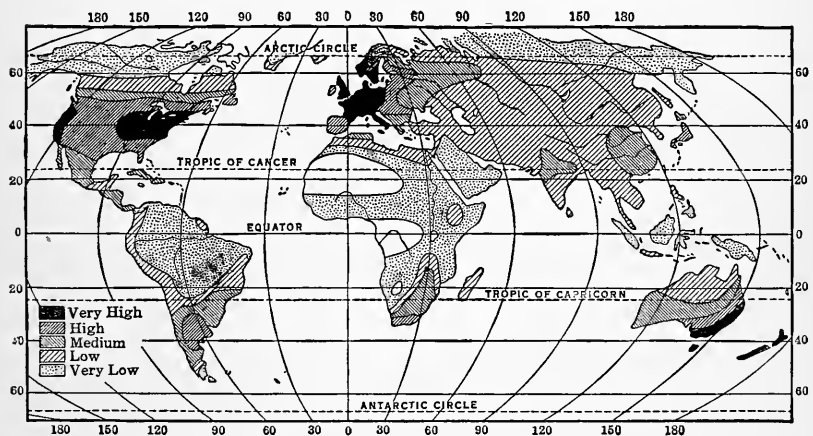 180 150 120 90 30 0 30 60 90 120 150 180
ARCTIC CIRCLE
60 60
40 40
TROPIC OF CANCER
20 20
EQUATOR
0 0
20 TROPIC OF CAPRICORN 20
Very High
High
40 40
Medium
Low
Very Low
60 60
ANTARCTIC CIRCLE
180 150 120 90 60 30 0 30 60 90 120 150 180